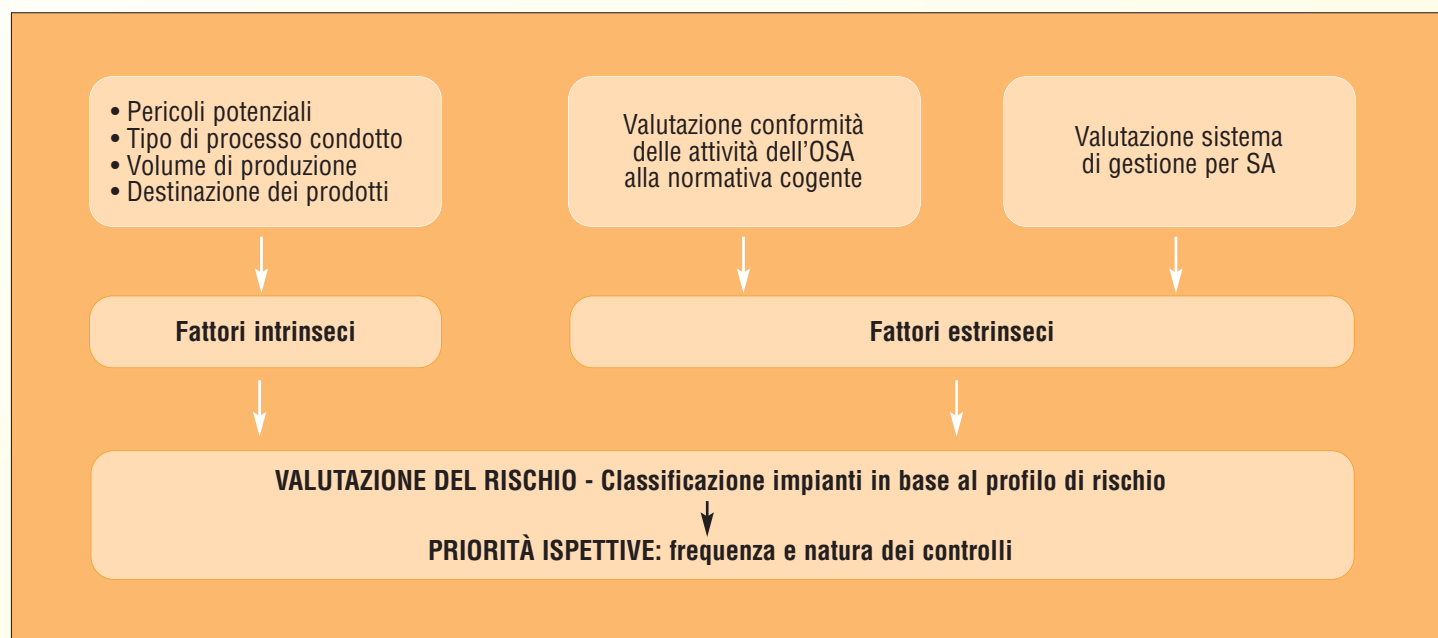 • Pericoli potenziali
• Tipo di processo condotto
• Volume di produzione
• Destinazione dei prodotti
Valutazione conformità
delle attività dell'OSA
alla normativa cogente
Valutazione sistema
di gestione per SA
Fattori intrinseci
Fattori estrinseci
VALUTAZIONE DEL RISCHIO - Classificazione impianti in base al profilo di rischio
PRIORITÀ ISPETTIVE: frequenza e natura dei controlli